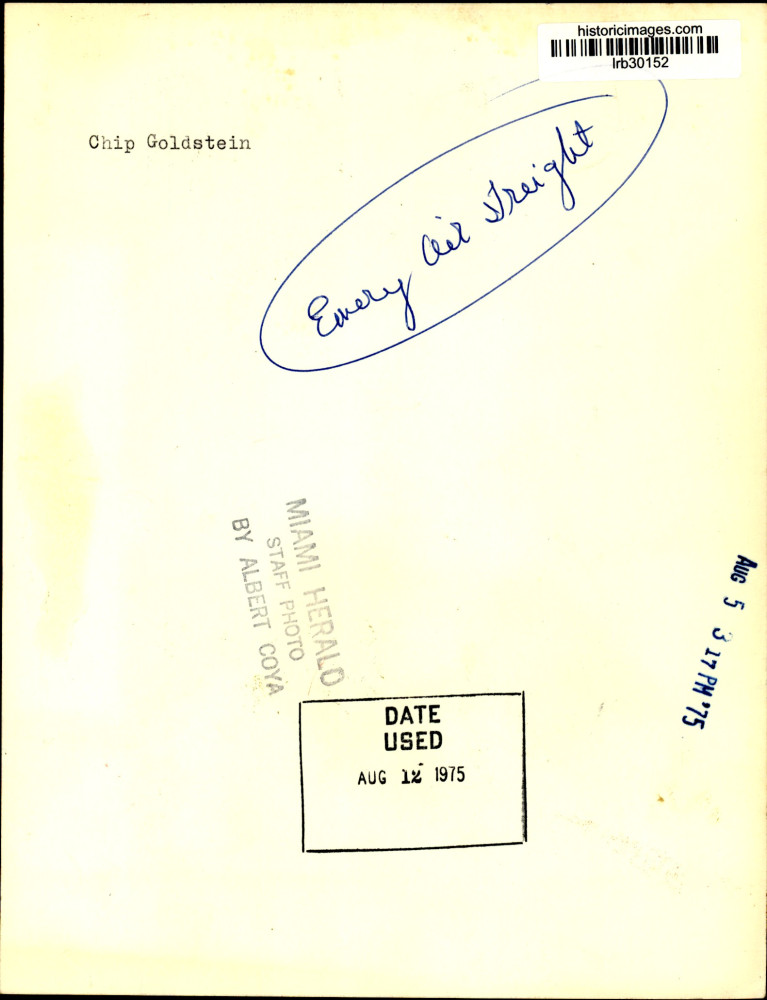 historicimages.com
lrb30152
Chip Goldstein
Emery Air Freight
MIAMI HERALD
STAFF PHOTO
BY ALBERT COYA
AUG 5 3 17 PM '75
DATE
USED
AUG 12 1975